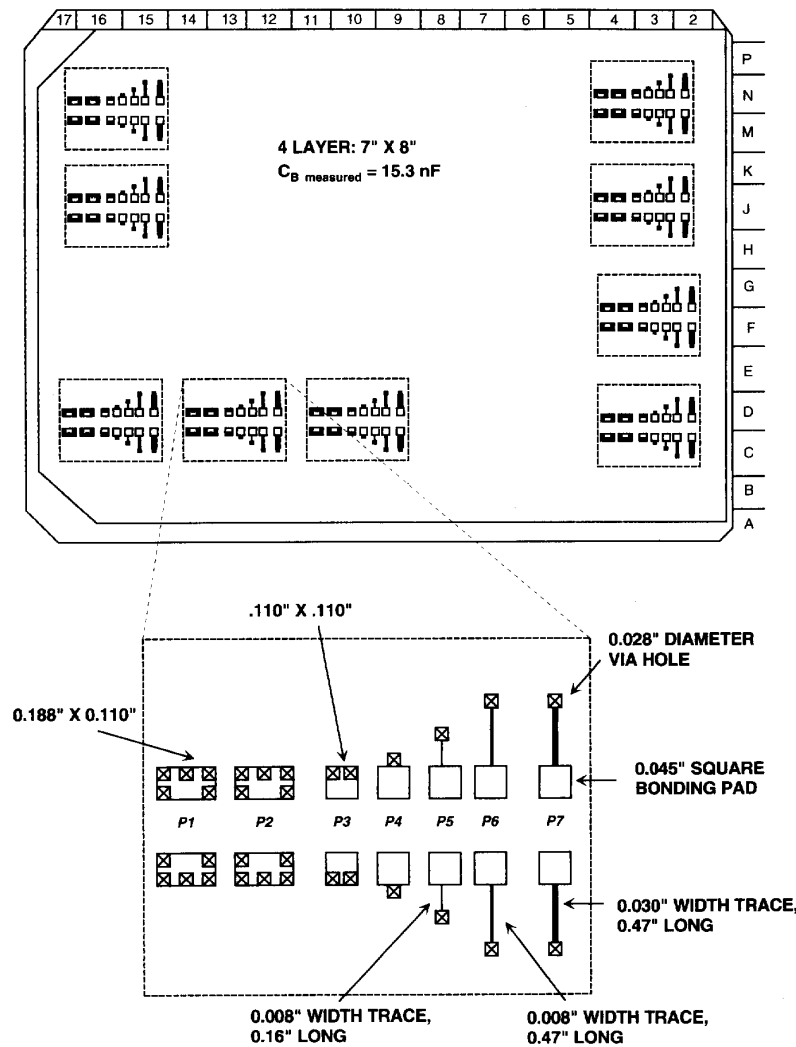 17 16 15 14 13 12 11 10 9 8 7 6 5 4 3 2
P
N
M
K
J
H
G
F
E
D
C
B
A
4 LAYER: 7" X 8"
C_B measured = 15.3 nF
.110" X .110"
0.028" DIAMETER
VIA HOLE
0.188" X 0.110"
0.045" SQUARE
BONDING PAD
P1 P2 P3 P4 P5 P6 P7
0.030" WIDTH TRACE,
0.47" LONG
0.008" WIDTH TRACE,
0.16" LONG
0.008" WIDTH TRACE,
0.47" LONG